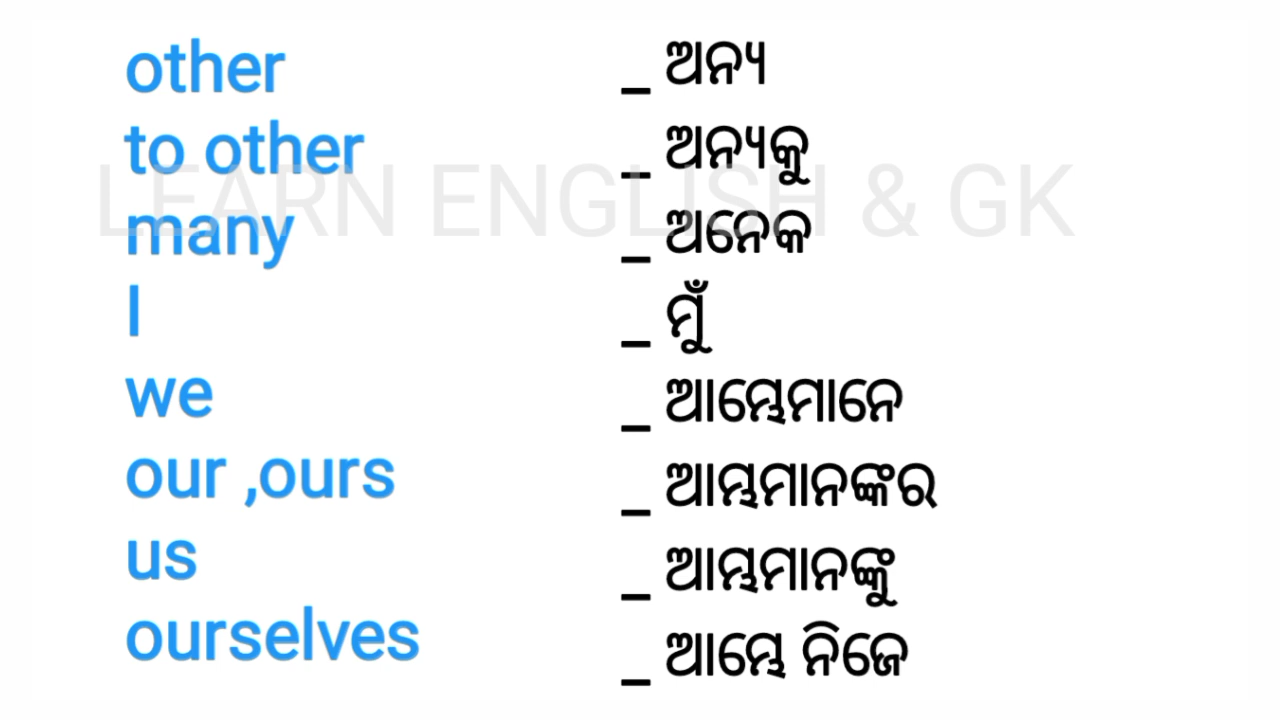 other _ ଅନ୍ୟ
to other _ ଅନ୍ୟକୁ
LEARN ENGLISH & GK
many _ ଅନେକ
I _ ମୁଁ
we _ ଆମ୍ଭେମାନେ
our ,ours _ ଆମ୍ଭମାନଙ୍କର
us _ ଆମ୍ଭମାନଙ୍କୁ
ourselves _ ଆମ୍ଭେ ନିଜେ